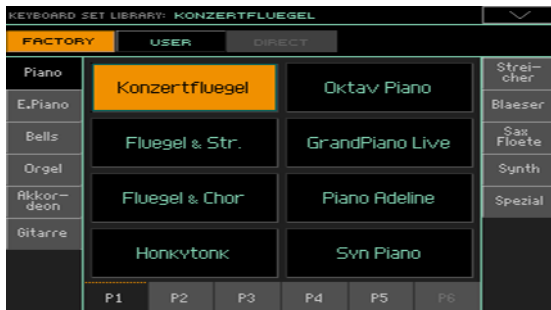 KEYBOARD SET LIBRARY: KONZERTFLUEGEL
FACTORY
USER
DIRECT
Piano
E.Piano
Bells
Orgel
Akkor-
deon
Gitarre
Konzertfluegel
Oktav Piano
Fluegel & Str.
GrandPiano Live
Fluegel & Chor
Piano Adeline
Honkytonk
Syn Piano
Strei-
cher
Blaeser
Sax
Floete
Synth
Spezial
P1 P2 P3 P4 P5 P6